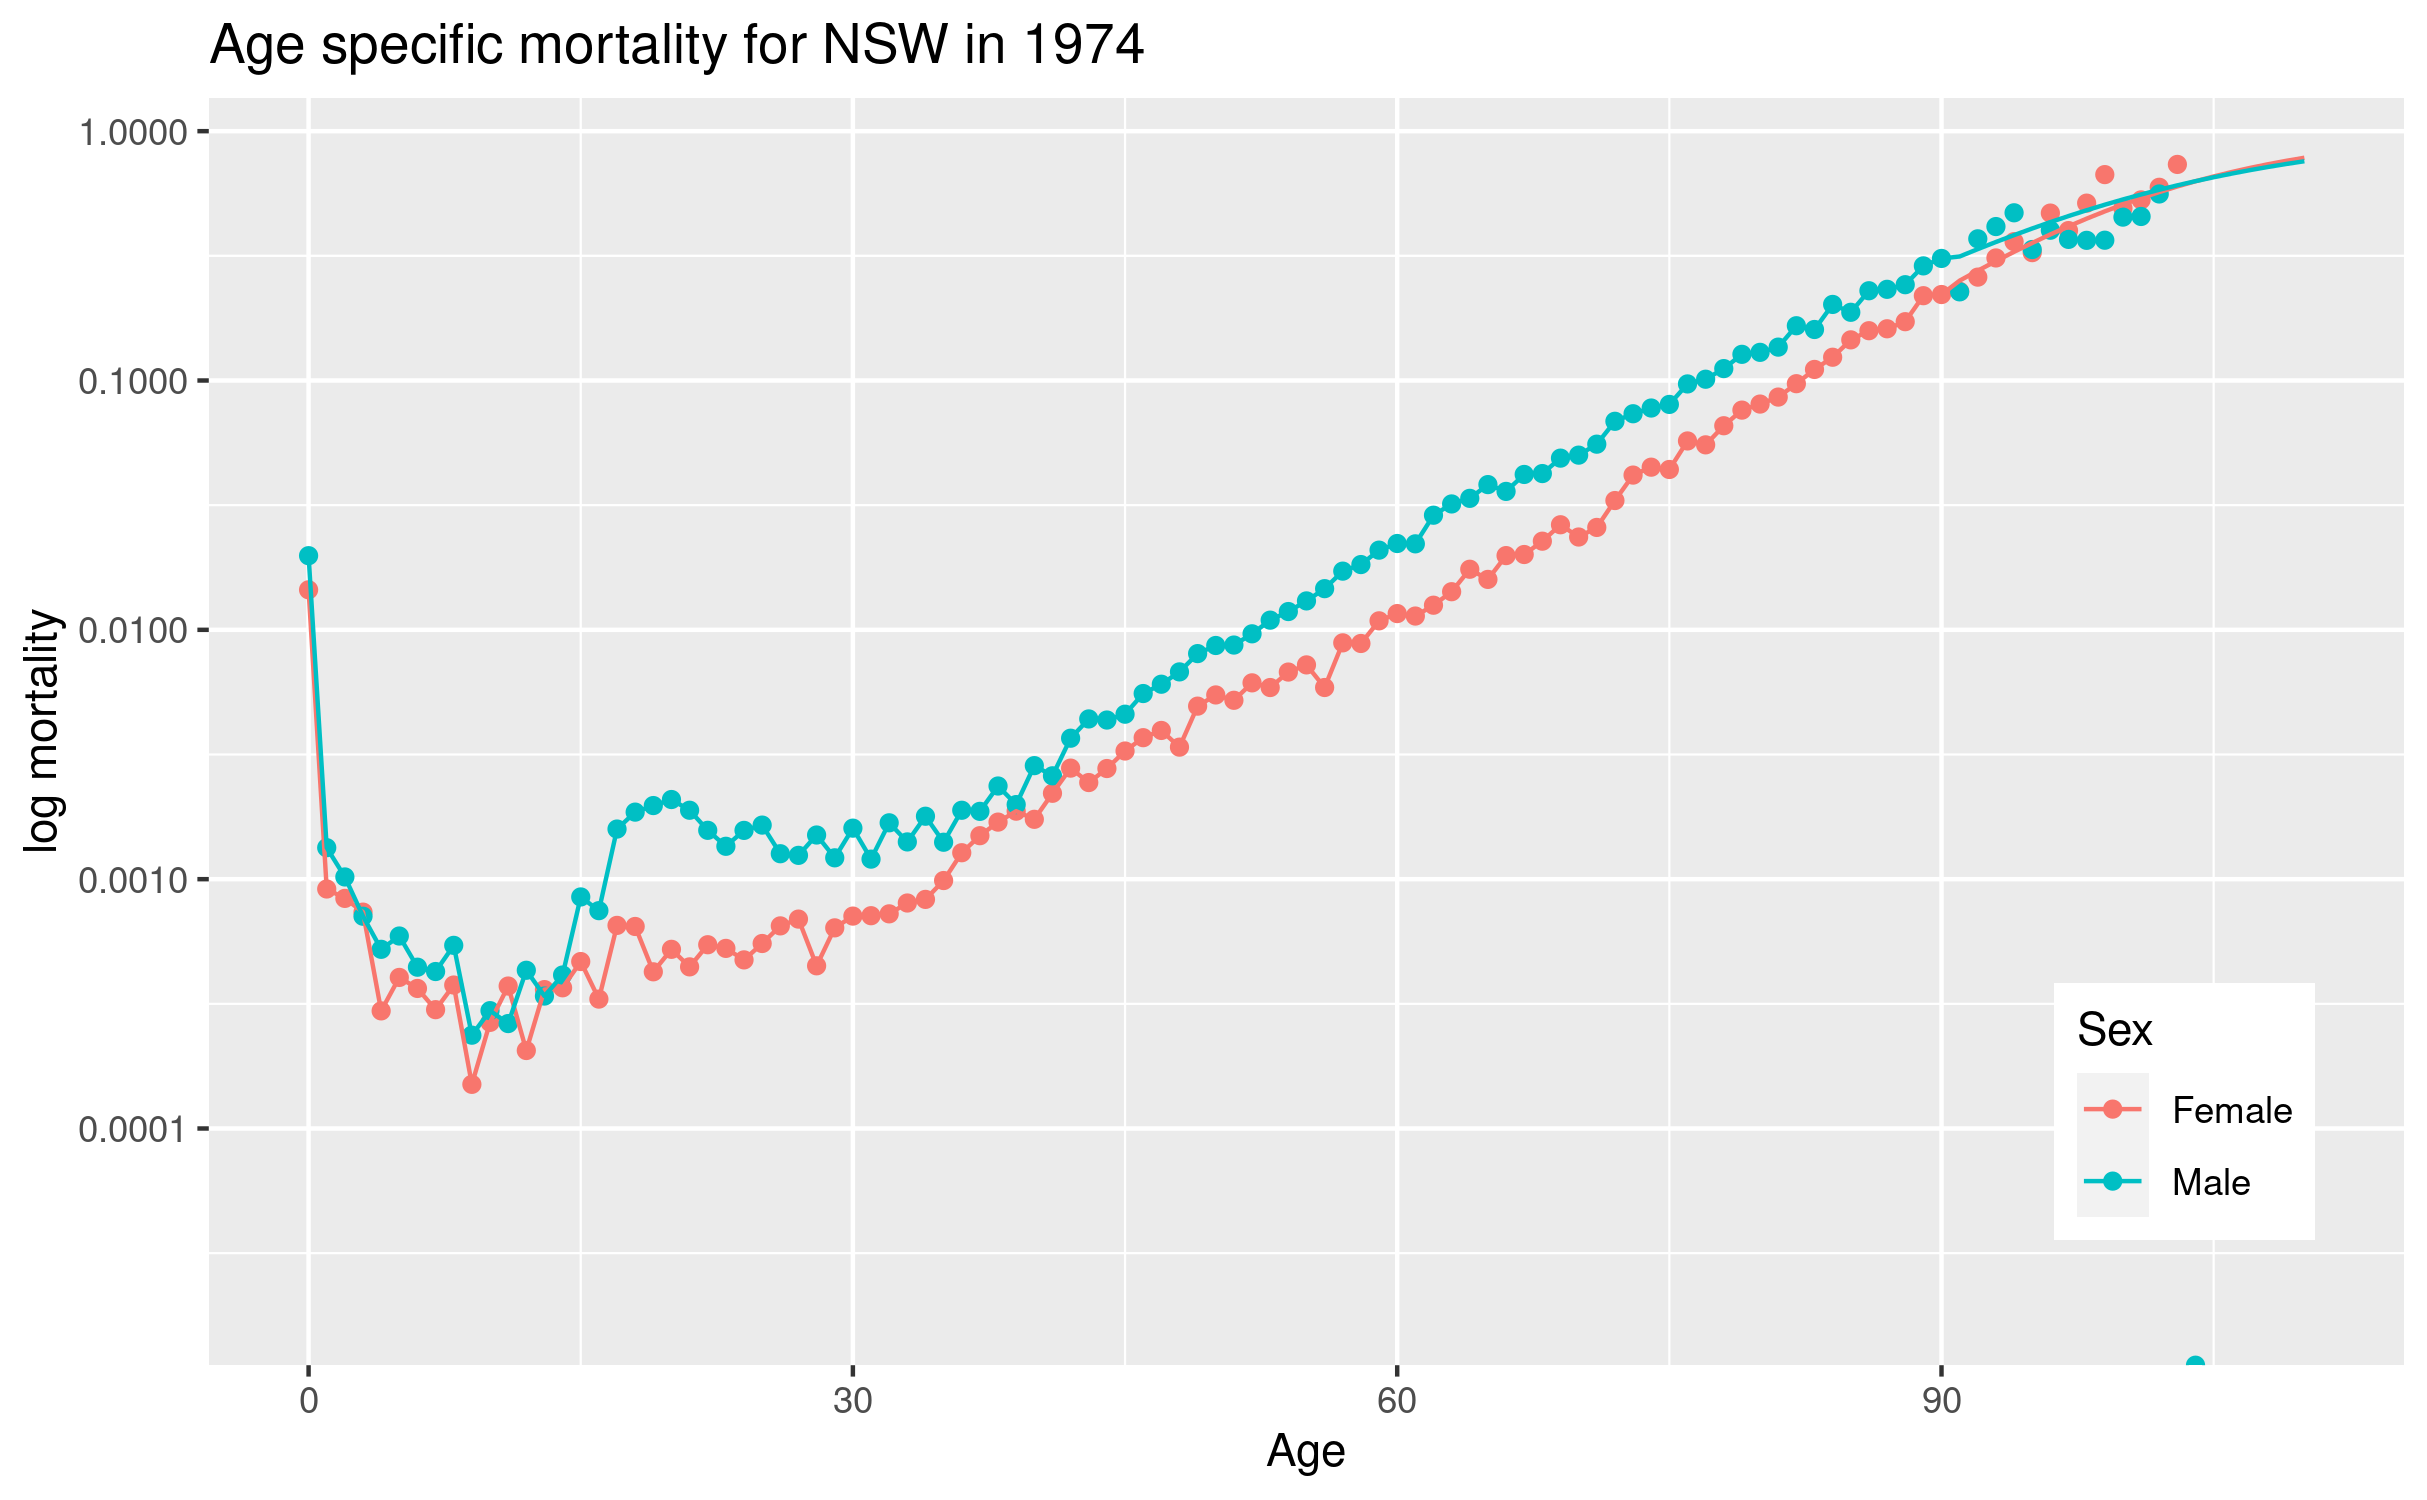 Age specific mortality for NSW in 1974
1.0000
0.1000
0.0100
0.0010
0.0001
log mortality
0 30 60 90
Age
Sex
Female
Male